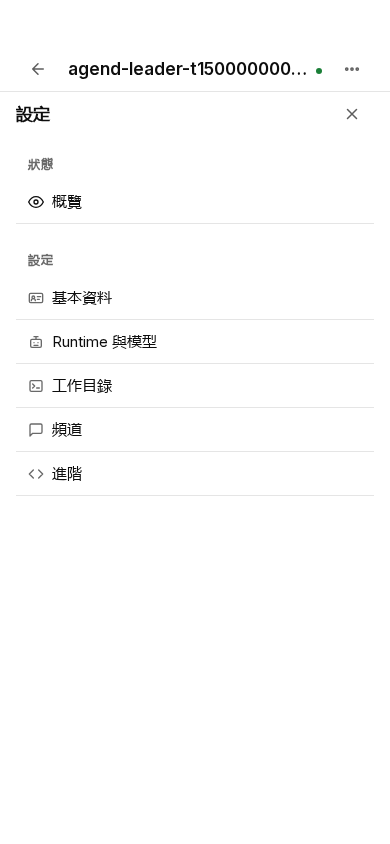 agend-leader-t150000000...
設定
狀態
概覽
設定
基本資料
Runtime 與模型
工作目錄
頻道
進階